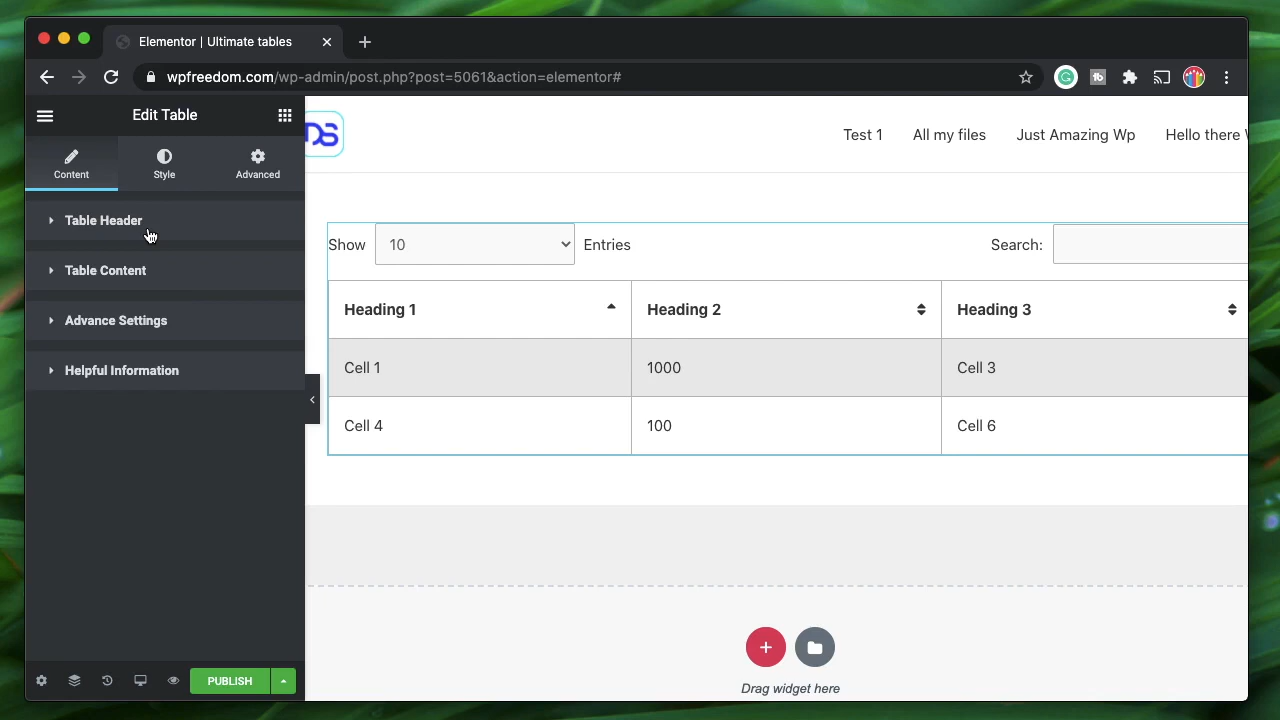 Elementor | Ultimate tables
wpfreedom.com/wp-admin/post.php?post=5061&action=elementor#
Edit Table
Content
Style
Advanced
Table Header
Table Content
Advance Settings
Helpful Information
PUBLISH
DS
Test 1
All my files
Just Amazing Wp
Hello there
Show 10 Entries
Search:
Heading 1 Heading 2 Heading 3
Cell 1 1000 Cell 3
Cell 4 100 Cell 6
Drag widget here